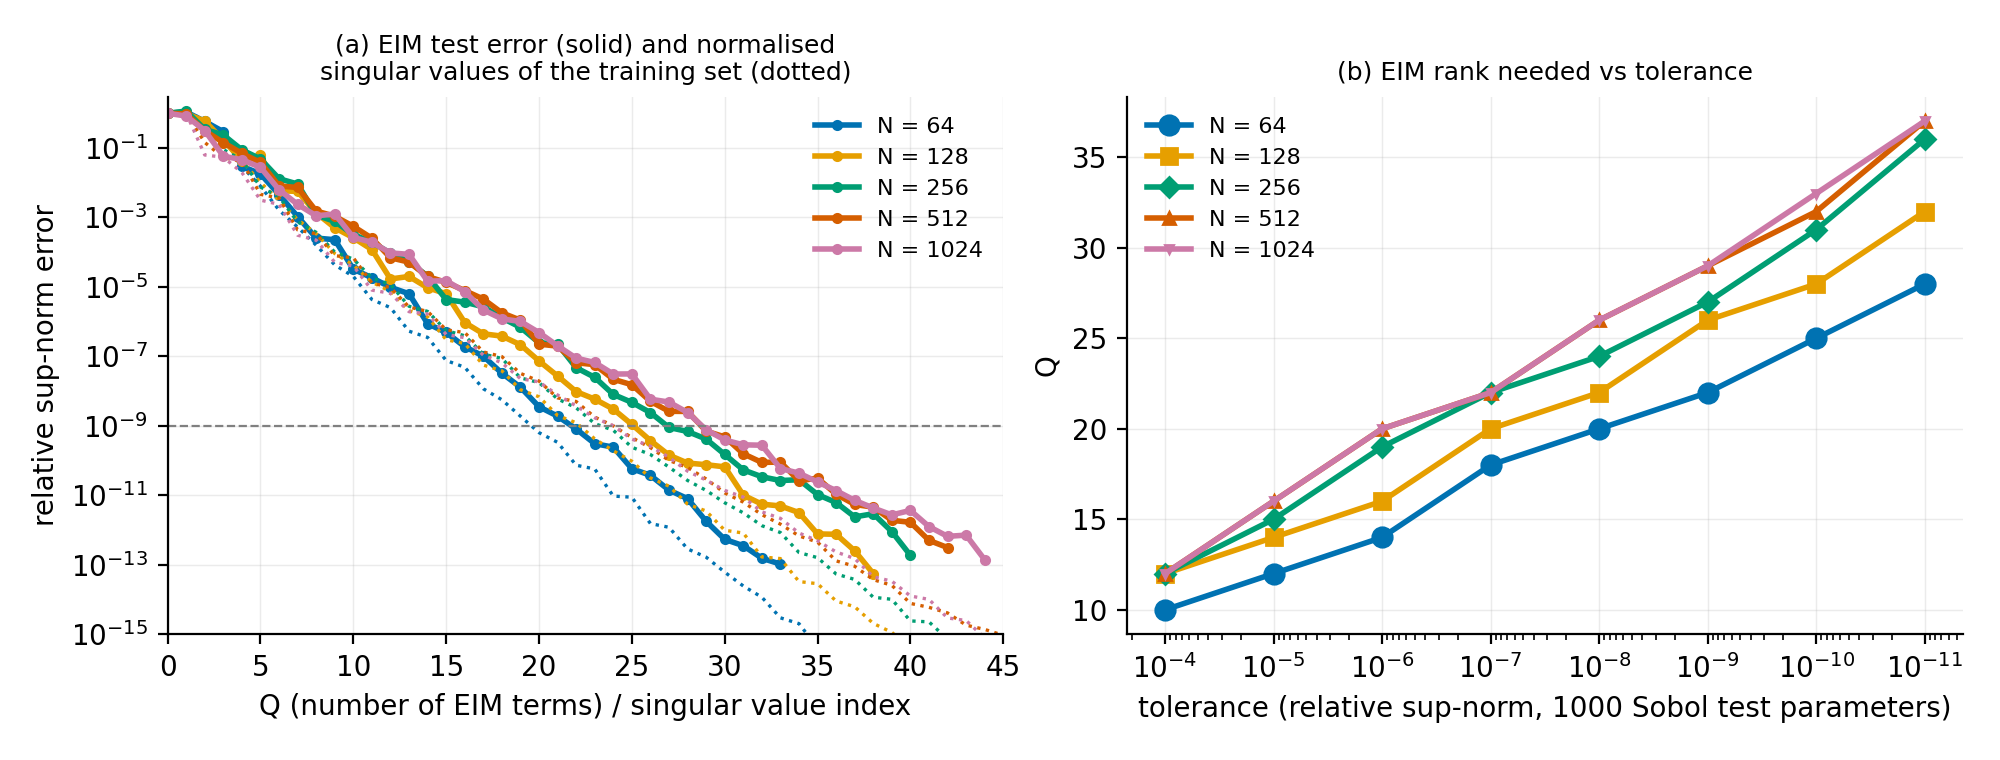 (a) EIM test error (solid) and normalised
singular values of the training set (dotted)
relative sup-norm error
10⁻¹
10⁻³
10⁻⁵
10⁻⁷
10⁻⁹
10⁻¹¹
10⁻¹³
10⁻¹⁵
N = 64
N = 128
N = 256
N = 512
N = 1024
0 5 10 15 20 25 30 35 40 45
Q (number of EIM terms) / singular value index
(b) EIM rank needed vs tolerance
Q
35
30
25
20
15
10
N = 64
N = 128
N = 256
N = 512
N = 1024
10⁻⁴ 10⁻⁵ 10⁻⁶ 10⁻⁷ 10⁻⁸ 10⁻⁹ 10⁻¹⁰ 10⁻¹¹
tolerance (relative sup-norm, 1000 Sobol test parameters)